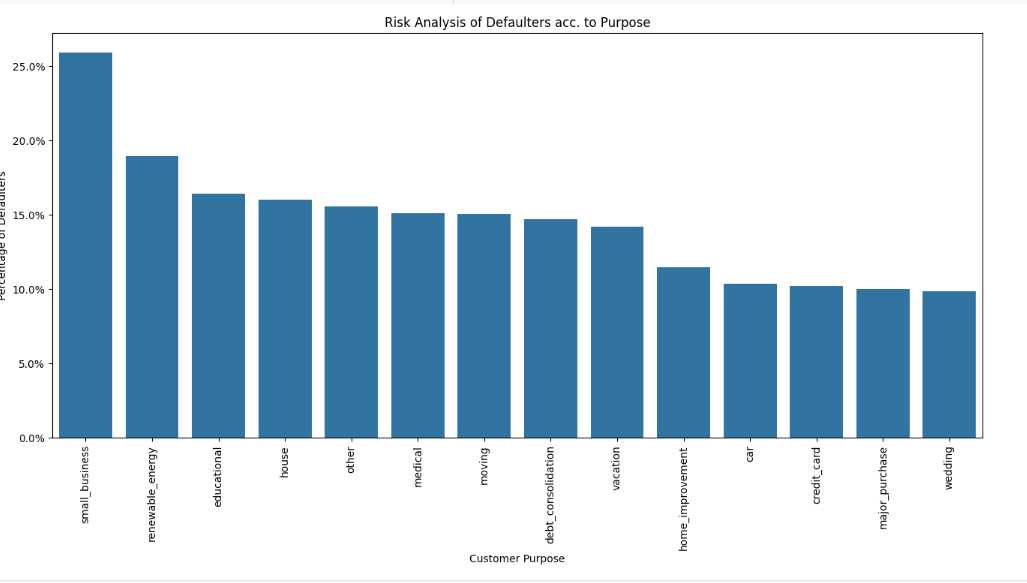 Risk Analysis of Defaulters acc. to Purpose
Percentage of Defaulters
25.0%
20.0%
15.0%
10.0%
5.0%
0.0%
small_business
renewable_energy
educational
house
other
medical
moving
debt_consolidation
vacation
home_improvement
car
credit_card
major_purchase
wedding
Customer Purpose